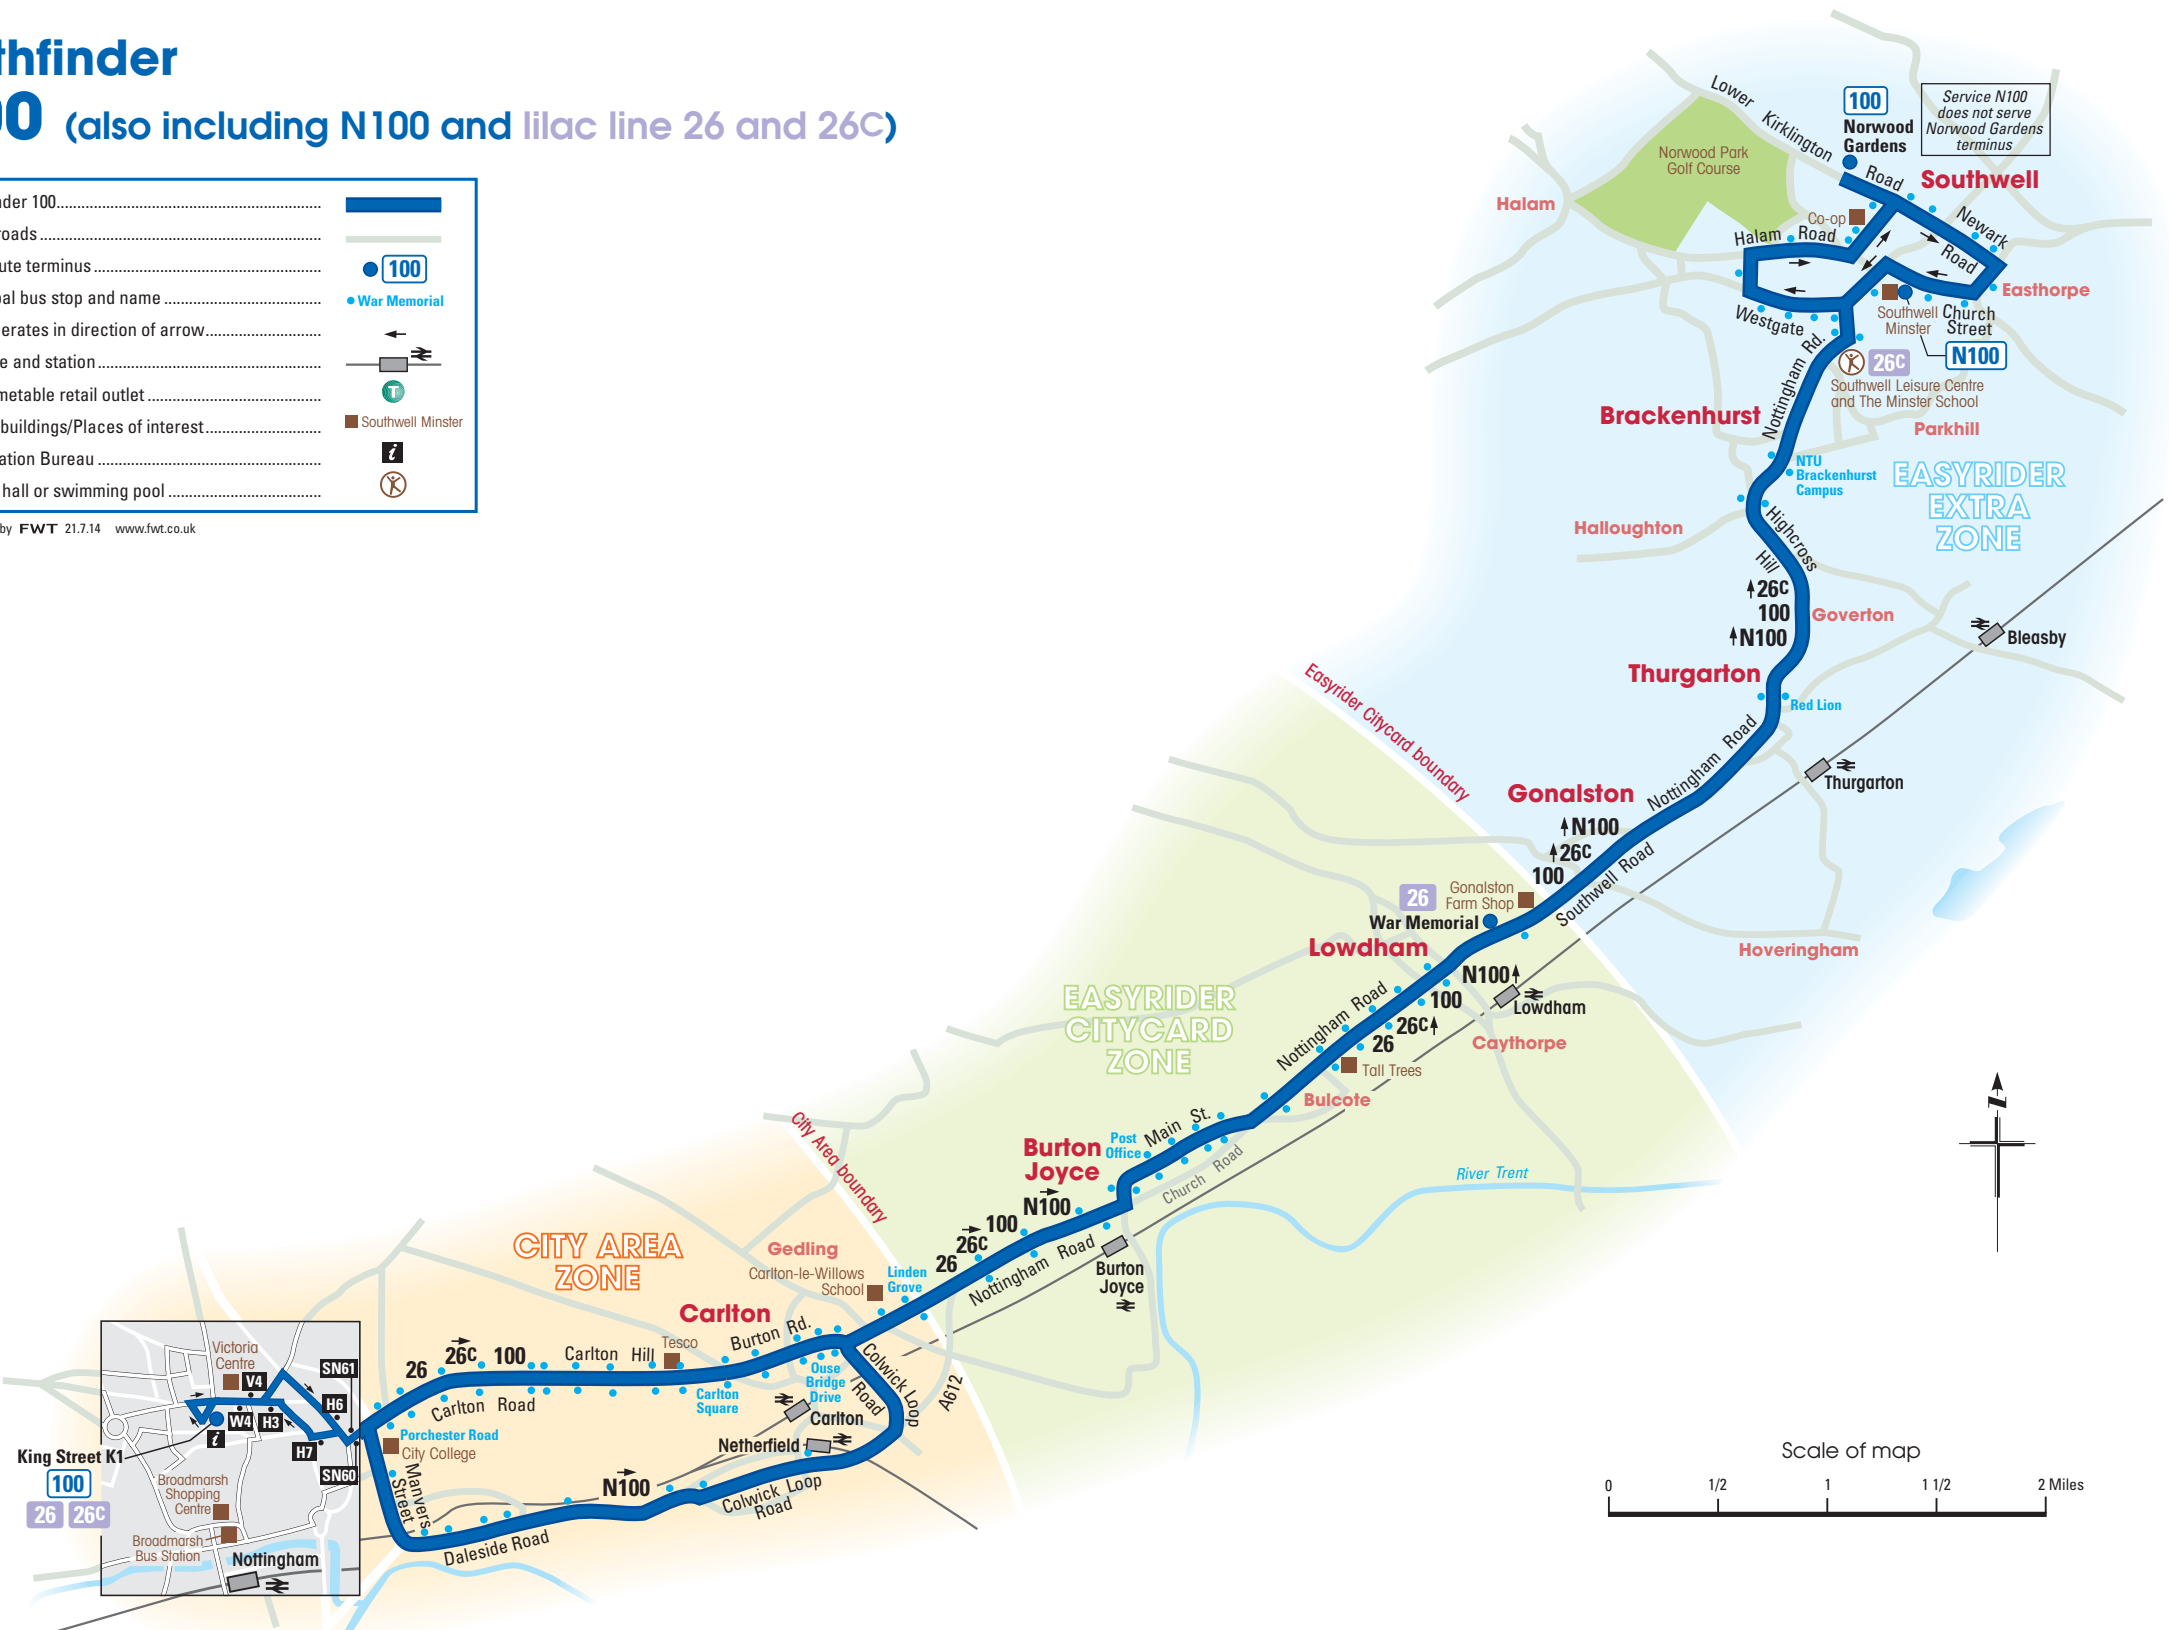 thfinder
00 (also including N100 and lilac line 26 and 26C)
der 100
roads
ute terminus
100
al bus stop and name
War Memorial
erates in direction of arrow
e and station
metable retail outlet
T
buildings/Places of interest
Southwell Minster
ation Bureau
i
hall or swimming pool
by FWT 21.7.14 www.fwt.co.uk
Lower Kirklington Road
100
Norwood
Gardens
Service N100
does not serve
Norwood Gardens
terminus
Norwood Park
Golf Course
Southwell
Halam
Co-op
Newark
Road
Halam Road
Easthorpe
Westgate
Southwell
Minster
Church
Street
N100
26C
Southwell Leisure Centre
and The Minster School
Nottingham Rd.
Brackenhurst
Parkhill
NTU
Brackenhurst
Campus
EASYRIDER
EXTRA
ZONE
Halloughton
Highcross
Hill
26C
100
N100
Goverton
Bleasby
Thurgarton
Red Lion
Easyrider Citycard boundary
Nottingham Road
Thurgarton
Gonalston
N100
26C
100
Southwell Road
26
Gonalston
Farm Shop
War Memorial
Lowdham
Hoveringham
N100
100
26C
26
Lowdham
Caythorpe
EASYRIDER
CITYCARD
ZONE
Nottingham Road
Tall Trees
Bulcote
City Area boundary
Burton
Joyce
Post
Office
Main St.
Church Road
River Trent
N100
100
26C
26
Nottingham Road
Burton
Joyce
CITY AREA
ZONE
Gedling
Carlton-le-Willows
School
Linden
Grove
Carlton
Tesco
Burton Rd.
26
26C
100
Carlton Hill
Carlton Road
Carlton
Square
Ouse
Bridge
Drive
Colwick Loop
Road
A612
Carlton
Netherfield
Porchester Road
City College
Manvers
Street
N100
Colwick Loop
Road
Daleside Road
Victoria
Centre
V4
SN61
H6
W4
H3
i
H7
SN60
King Street K1
100
26
26C
Broadmarsh
Shopping
Centre
Broadmarsh
Bus Station
Nottingham
N
Scale of map
0 1/2 1 1 1/2 2 Miles